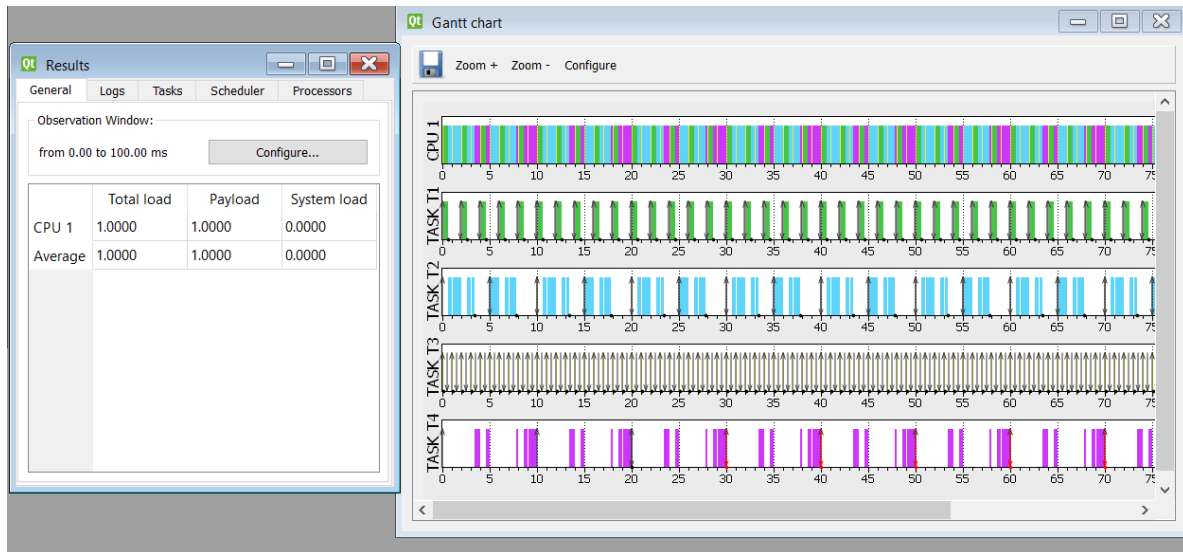 Qt Results
General Logs Tasks Scheduler Processors
Observation Window:
from 0.00 to 100.00 ms Configure...
Total load Payload System load
CPU 1 1.0000 1.0000 0.0000
Average 1.0000 1.0000 0.0000
Qt Gantt chart
Zoom + Zoom - Configure
CPU 1
0 5 10 15 20 25 30 35 40 45 50 55 60 65 70 75
TASK T1
0 5 10 15 20 25 30 35 40 45 50 55 60 65 70 75
TASK T2
0 5 10 15 20 25 30 35 40 45 50 55 60 65 70 75
TASK T3
0 5 10 15 20 25 30 35 40 45 50 55 60 65 70 75
TASK T4
0 5 10 15 20 25 30 35 40 45 50 55 60 65 70 75